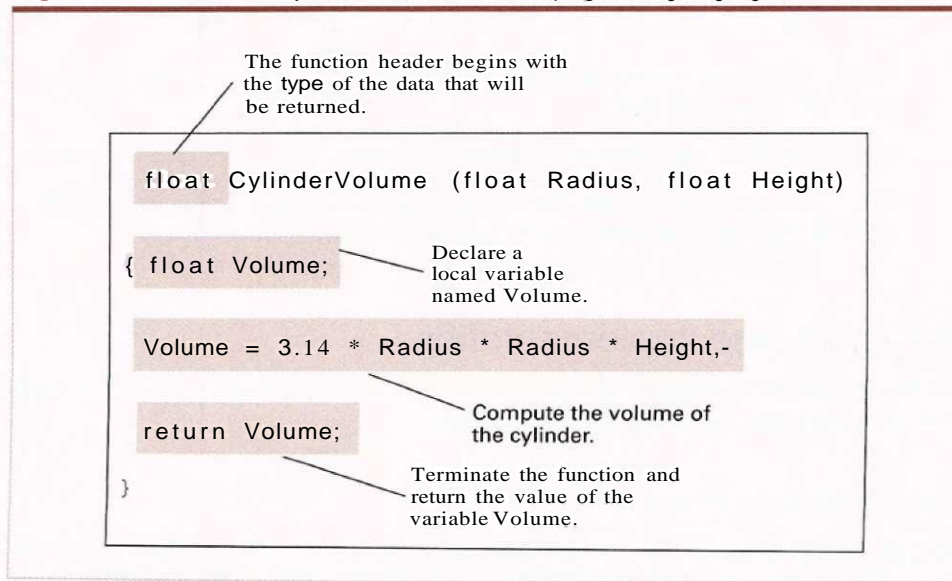 The function header begins with
the type of the data that will
be returned.
float CylinderVolume (float Radius, float Height)
{ float Volume;
Declare a
local variable
named Volume.
Volume = 3.14 * Radius * Radius * Height,-
Compute the volume of
the cylinder.
return Volume;
Terminate the function and
return the value of the
variable Volume.
}